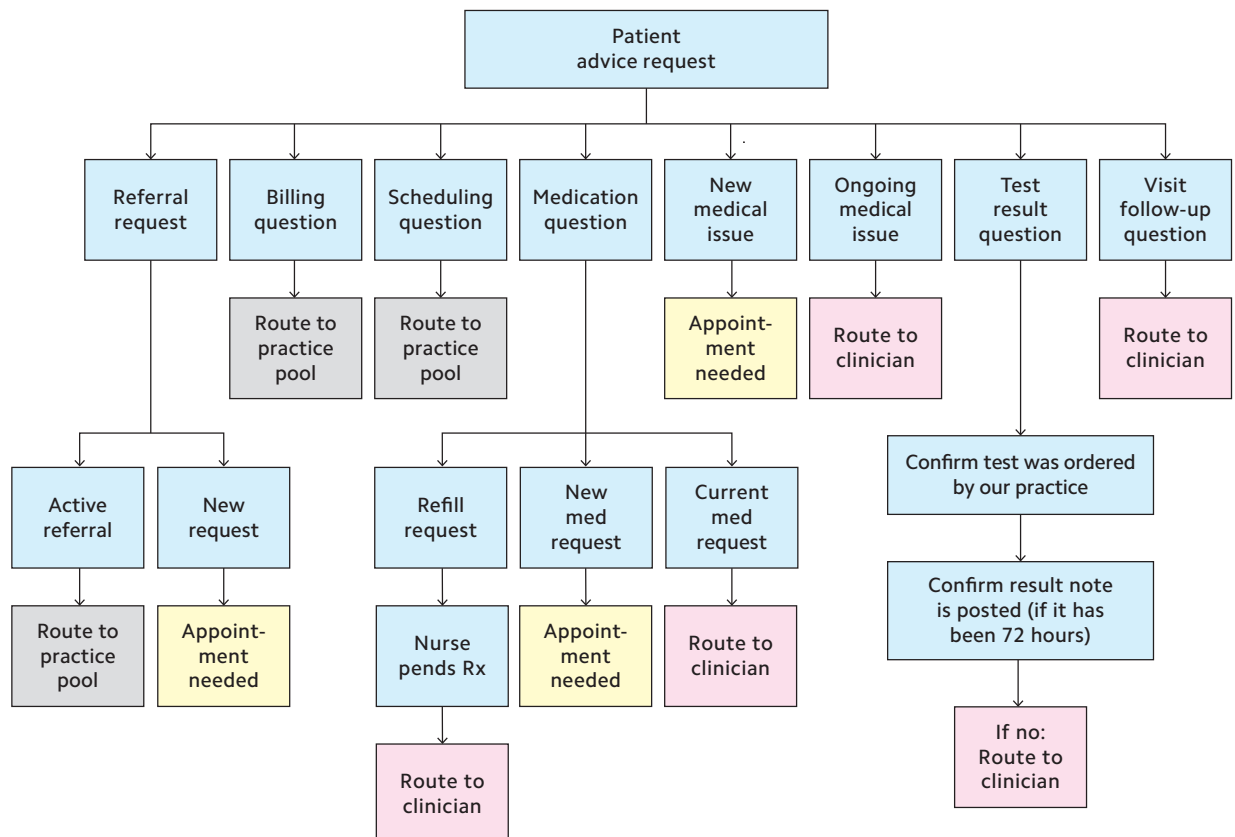 Patient
advice request
Referral
request
Billing
question
Scheduling
question
Medication
question
New
medical
issue
Ongoing
medical
issue
Test
result
question
Visit
follow-up
question
Route to
practice
pool
Route to
practice
pool
Appoint-
ment
needed
Route to
clinician
Route to
clinician
Active
referral
New
request
Refill
request
New
med
request
Current
med
request
Confirm test was ordered
by our practice
Route to
practice
pool
Appoint-
ment
needed
Nurse
pends Rx
Appoint-
ment
needed
Route to
clinician
Confirm result note
is posted (if it has
been 72 hours)
Route to
clinician
If no:
Route to
clinician